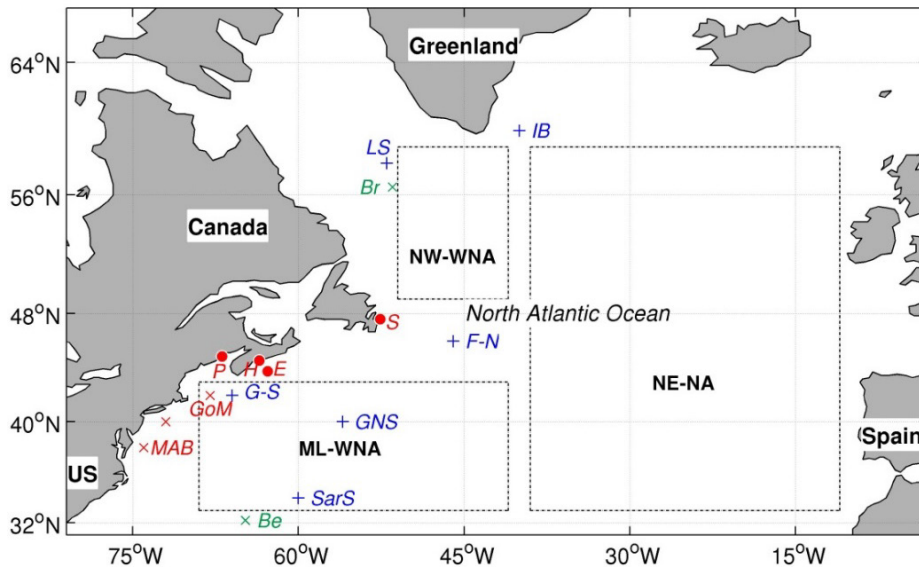 64°N
56°N
48°N
40°N
32°N
Greenland
IB
LS
Br
Canada
NW-WNA
North Atlantic Ocean
S
F-N
P
H
E
G-S
GoM
NE-NA
GNS
MAB
ML-WNA
Spain
US
SarS
Be
75°W
60°W
45°W
30°W
15°W